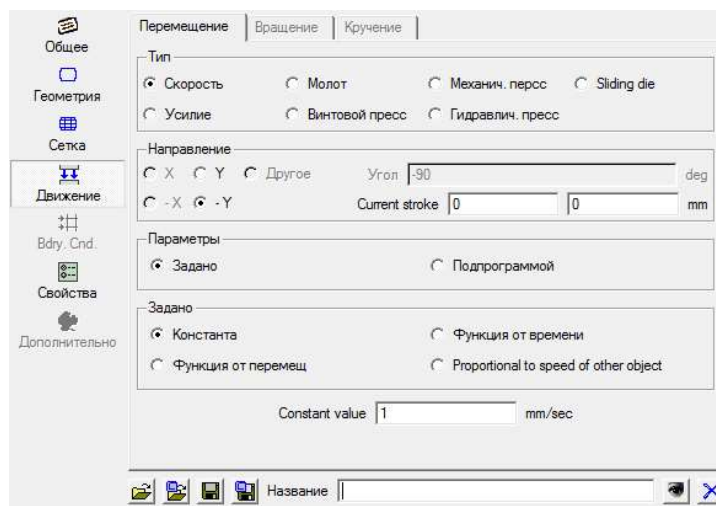 Общее
Геометрия
Сетка
Движение
Bdry. Cnd.
Свойства
Дополнительно
Перемещение Вращение Кручение
Тип
Скорость Молот Механич. персс Sliding die
Усилие Винтовой пресс Гидравлич. пресс
Направление
X Y Другое Угол -90 deg
-X -Y Current stroke 0 0 mm
Параметры
Задано Подпрограммой
Задано
Константа Функция от времени
Функция от перемещ Proportional to speed of other object
Constant value 1 mm/sec
Название